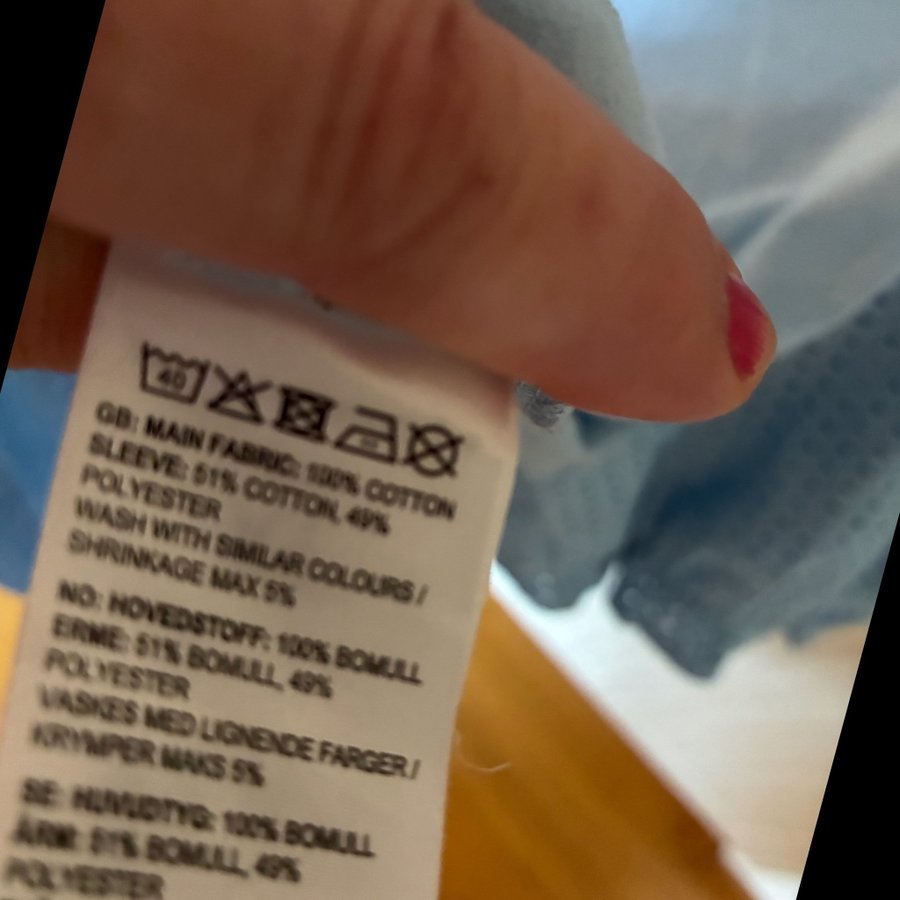 40
GB: MAIN FABRIC: 100% COTTON
SLEEVE: 51% COTTON, 49%
POLYESTER
WASH WITH SIMILAR COLOURS /
SHRINKAGE MAX 5%
NO: HOVEDSTOFF: 100% BOMULL
ERME: 51% BOMULL, 49%
POLYESTER
VASKES MED LIGNENDE FARGER /
KRYMPER MAKS 5%
SE: HUVUDTYG: 100% BOMULL
ÄRM: 51% BOMULL, 49%
POLYESTER